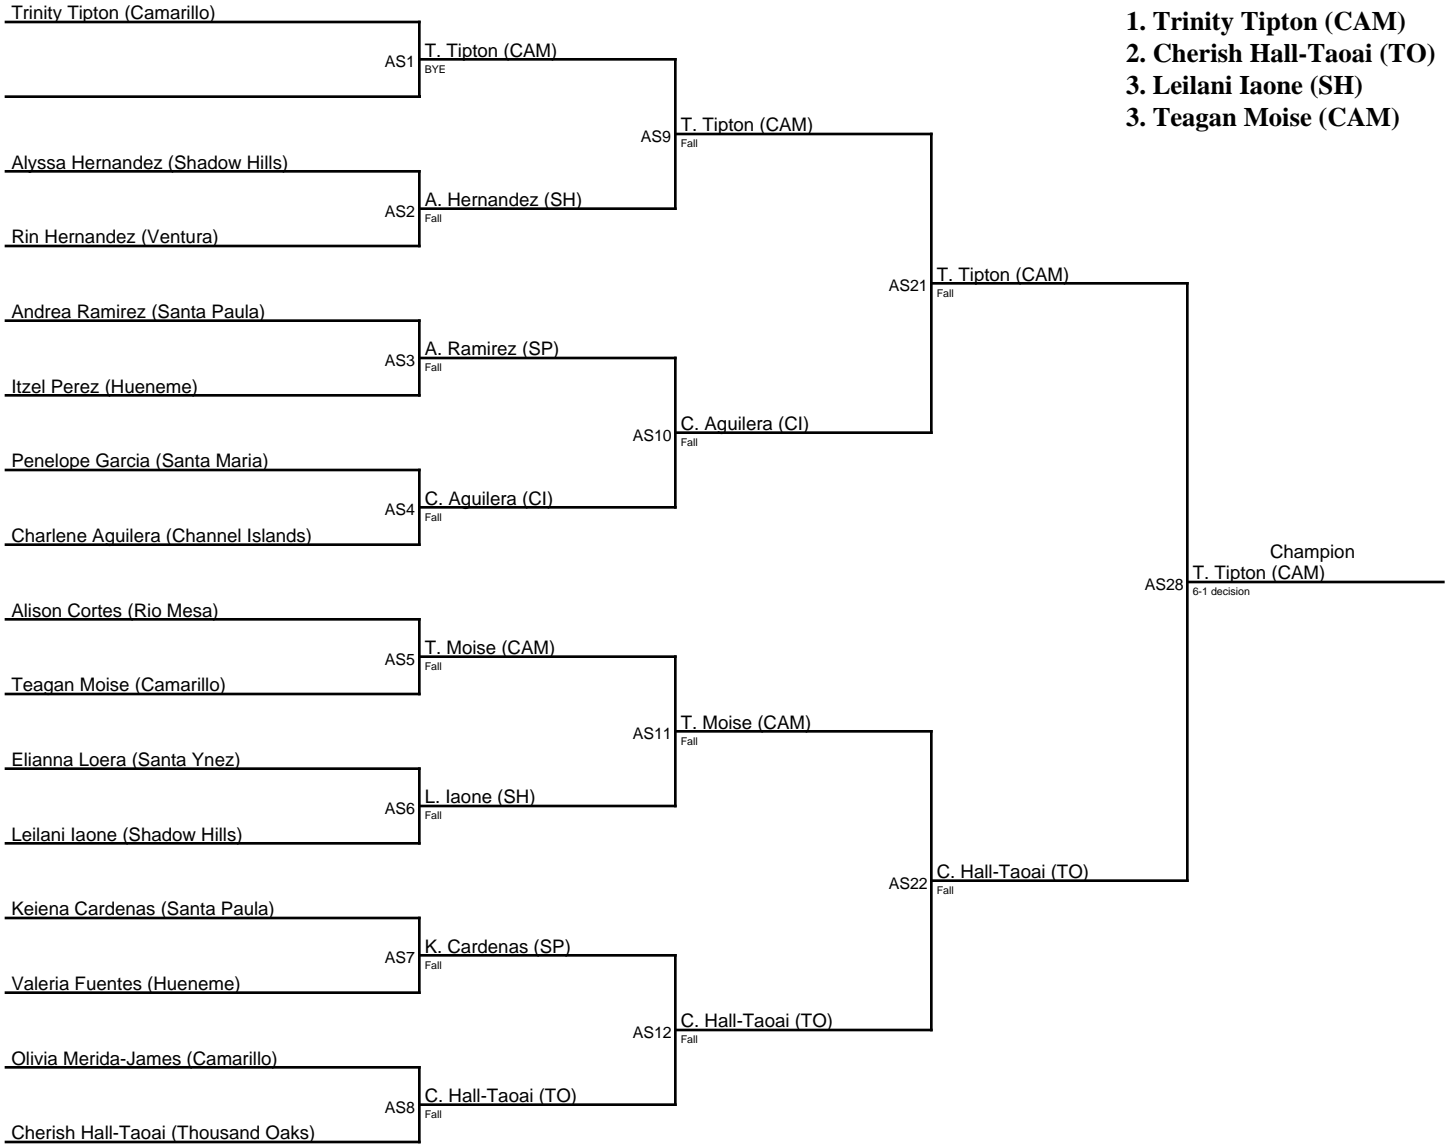 Trinity Tipton (Camarillo)
AS1
T. Tipton (CAM)
BYE
Alyssa Hernandez (Shadow Hills)
AS2
A. Hernandez (SH)
Fall
Rin Hernandez (Ventura)
AS9
T. Tipton (CAM)
Fall
Andrea Ramirez (Santa Paula)
AS3
A. Ramirez (SP)
Fall
Itzel Perez (Hueneme)
Penelope Garcia (Santa Maria)
AS4
C. Aguilera (CI)
Fall
Charlene Aguilera (Channel Islands)
AS10
C. Aguilera (CI)
Fall
AS21
T. Tipton (CAM)
Fall
Alison Cortes (Rio Mesa)
AS5
T. Moise (CAM)
Fall
Teagan Moise (Camarillo)
Elianna Loera (Santa Ynez)
AS6
L. Iaone (SH)
Fall
Leilani Iaone (Shadow Hills)
AS11
T. Moise (CAM)
Fall
Keiena Cardenas (Santa Paula)
AS7
K. Cardenas (SP)
Fall
Valeria Fuentes (Hueneme)
Olivia Merida-James (Camarillo)
AS8
C. Hall-Taoai (TO)
Fall
Cherish Hall-Taoai (Thousand Oaks)
AS12
C. Hall-Taoai (TO)
Fall
AS22
C. Hall-Taoai (TO)
Fall
Champion
AS28
T. Tipton (CAM)
6-1 decision
1. Trinity Tipton (CAM)
2. Cherish Hall-Taoai (TO)
3. Leilani Iaone (SH)
3. Teagan Moise (CAM)